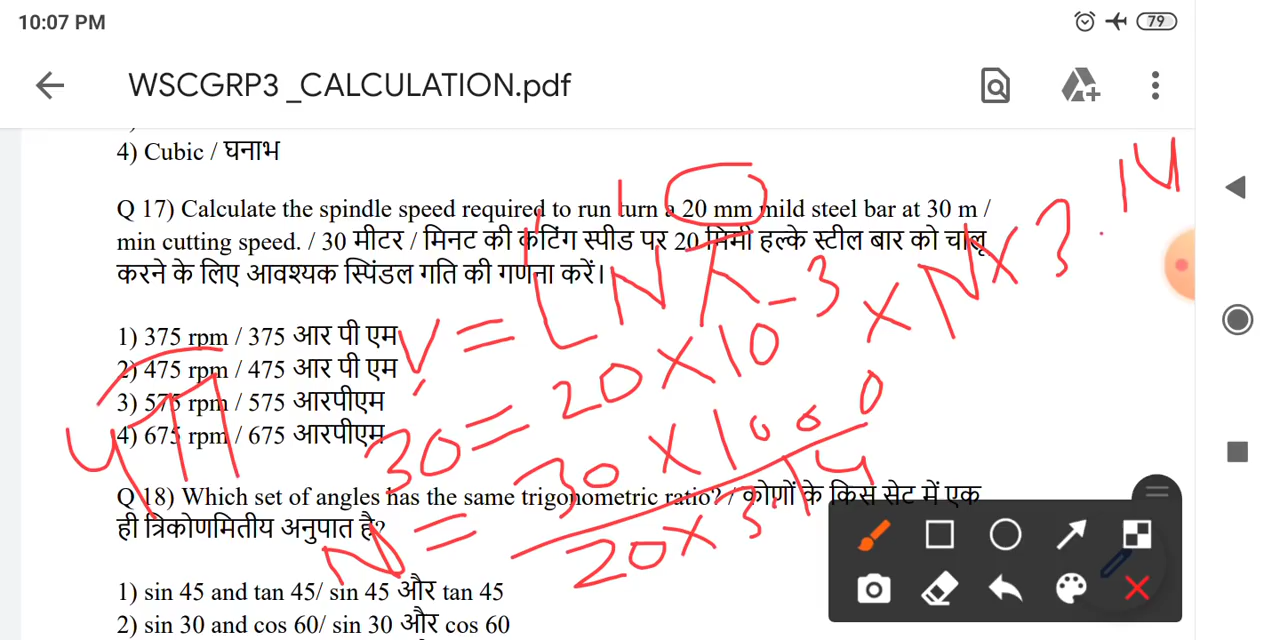 10:07 PM
79
WSCGRP3 _CALCULATION.pdf
4) Cubic / घनाभ
Q 17) Calculate the spindle speed required to run turn a 20 mm mild steel bar at 30 m /
min cutting speed. / 30 मीटर / मिनट की कटिंग स्पीड पर 20 मिमी हल्के स्टील बार को चालू
करने के लिए आवश्यक स्पिंडल गति की गणना करें।
1) 375 rpm / 375 आर पी एम
2) 475 rpm / 475 आर पी एम
3) 575 rpm / 575 आरपीएम
4) 675 rpm / 675 आरपीएम
30 = 20 × 10 -3 × N × 3.14
N = 30 × 1000
20 × 3.14
477
Q 18) Which set of angles has the same trigonometric ratio? / कोणों के किस सेट में एक
ही त्रिकोणमितीय अनुपात है?
1) sin 45 and tan 45/ sin 45 और tan 45
2) sin 30 and cos 60/ sin 30 और cos 60